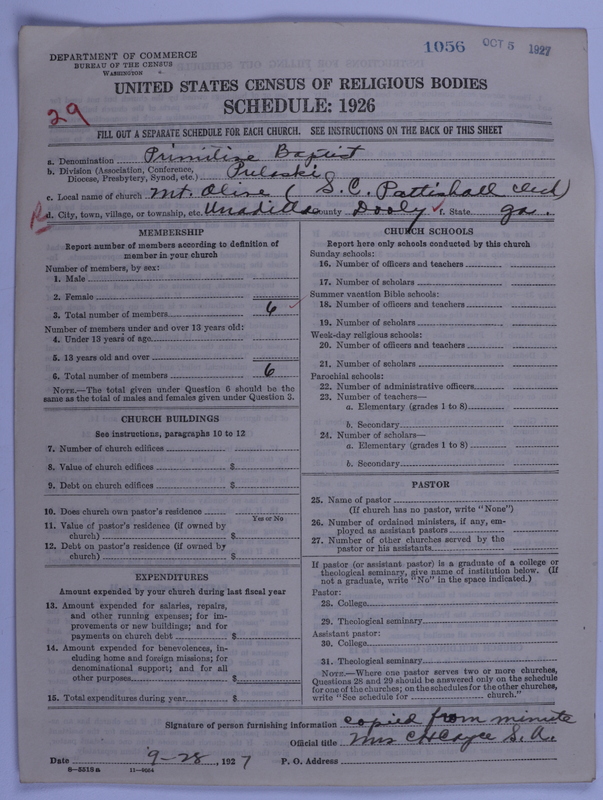 DEPARTMENT OF COMMERCE
BUREAU OF THE CENSUS
WASHINGTON
1056 OCT 5 1927
UNITED STATES CENSUS OF RELIGIOUS BODIES
SCHEDULE: 1926
29
FILL OUT A SEPARATE SCHEDULE FOR EACH CHURCH. SEE INSTRUCTIONS ON THE BACK OF THIS SHEET
a. Denomination Primitive Baptist
b. Division (Association, Conference, Diocese, Presbytery, Synod, etc.) Pulaski
c. Local name of church Mt. Olive ( S. C. Pattishall clerk)
d. City, town, village, or township, etc. Unadilla County Dooly f. State Ga.
MEMBERSHIP
Report number of members according to definition of
member in your church
Number of members, by sex:
1. Male
2. Female
3. Total number of members 6
Number of members under and over 13 years old:
4. Under 13 years of age
5. 13 years old and over
6. Total number of members 6
NOTE.—The total given under Question 6 should be the
same as the total of males and females given under Question 3.
CHURCH BUILDINGS
See instructions, paragraphs 10 to 12
7. Number of church edifices
8. Value of church edifices $
9. Debt on church edifices $
10. Does church own pastor's residence
Yes or No
11. Value of pastor's residence (if owned by
church) $
12. Debt on pastor's residence (if owned by
church) $
EXPENDITURES
Amount expended by your church during last fiscal year
13. Amount expended for salaries, repairs,
and other running expenses; for im-
provements or new buildings; and for
payments on church debt $
14. Amount expended for benevolences, in-
cluding home and foreign missions; for
denominational support; and for all
other purposes $
15. Total expenditures during year $
CHURCH SCHOOLS
Report here only schools conducted by this church
Sunday schools:
16. Number of officers and teachers
17. Number of scholars
Summer vacation Bible schools:
18. Number of officers and teachers
19. Number of scholars
Week-day religious schools:
20. Number of officers and teachers
21. Number of scholars
Parochial schools:
22. Number of administrative officers
23. Number of teachers—
a. Elementary (grades 1 to 8)
b. Secondary
24. Number of scholars—
a. Elementary (grades 1 to 8)
b. Secondary
PASTOR
25. Name of pastor
(If church has no pastor, write "None")
26. Number of ordained ministers, if any, em-
ployed as assistant pastors
27. Number of other churches served by the
pastor or his assistants
If pastor (or assistant pastor) is a graduate of a college or
theological seminary, give name of institution below. (If
not a graduate, write "No" in the space indicated.)
Pastor:
28. College
29. Theological seminary
Assistant pastor:
30. College
31. Theological seminary
NOTE.—Where one pastor serves two or more churches,
Questions 28 and 29 should be answered only on the schedule
for one of the churches; on the schedules for the other churches,
write "See schedule for church."
Signature of person furnishing information copied from minute
Official title Mrs C H Cayce S. A.
Date 9-28, 1927 P. O. Address
8—5519a 11—9084